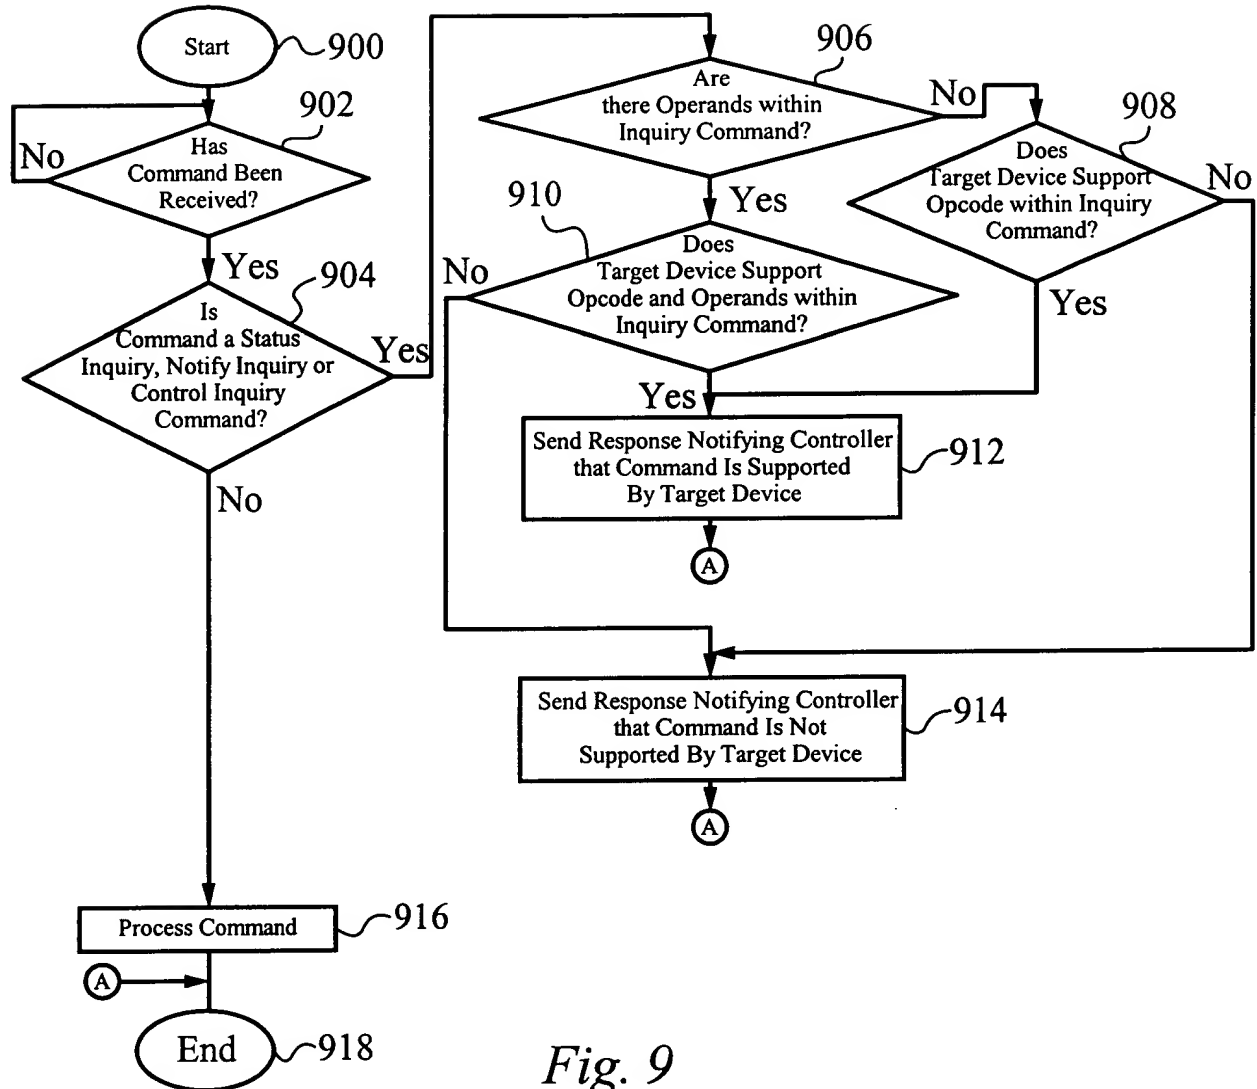 Start
900
902
Has
Command Been
Received?
No
Yes
904
Is
Command a Status
Inquiry, Notify Inquiry or
Control Inquiry
Command?
Yes
No
906
Are
there Operands within
Inquiry Command?
No
Yes
908
Does
Target Device Support
Opcode within Inquiry
Command?
No
Yes
910
Does
Target Device Support
Opcode and Operands within
Inquiry Command?
No
Yes
Send Response Notifying Controller
that Command Is Supported
By Target Device
912
A
Send Response Notifying Controller
that Command Is Not
Supported By Target Device
914
A
Process Command
916
A
End
918
Fig. 9